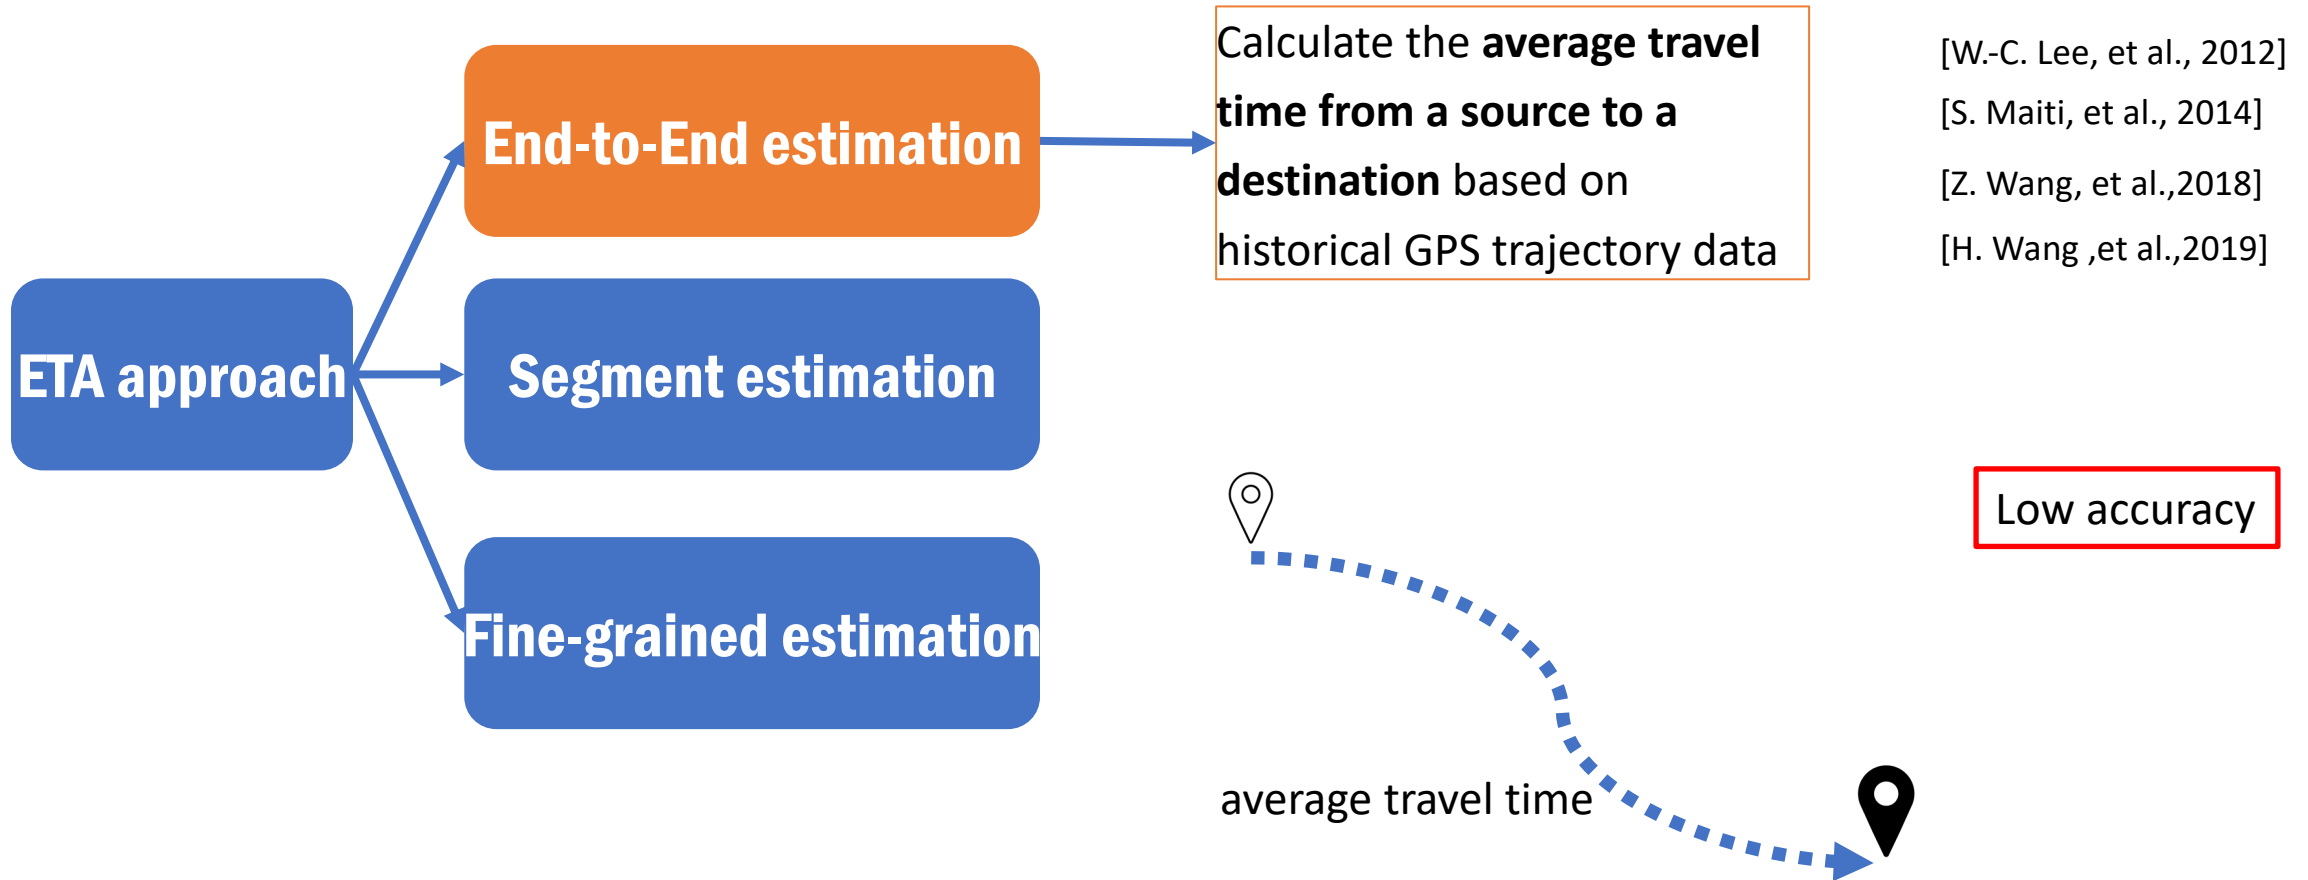 Calculate the average travel
time from a source to a
destination based on
historical GPS trajectory data
[W.-C. Lee, et al., 2012]
[S. Maiti, et al., 2014]
[Z. Wang, et al.,2018]
[H. Wang ,et al.,2019]
End-to-End estimation
ETA approach
Segment estimation
Fine-grained estimation
Low accuracy
average travel time